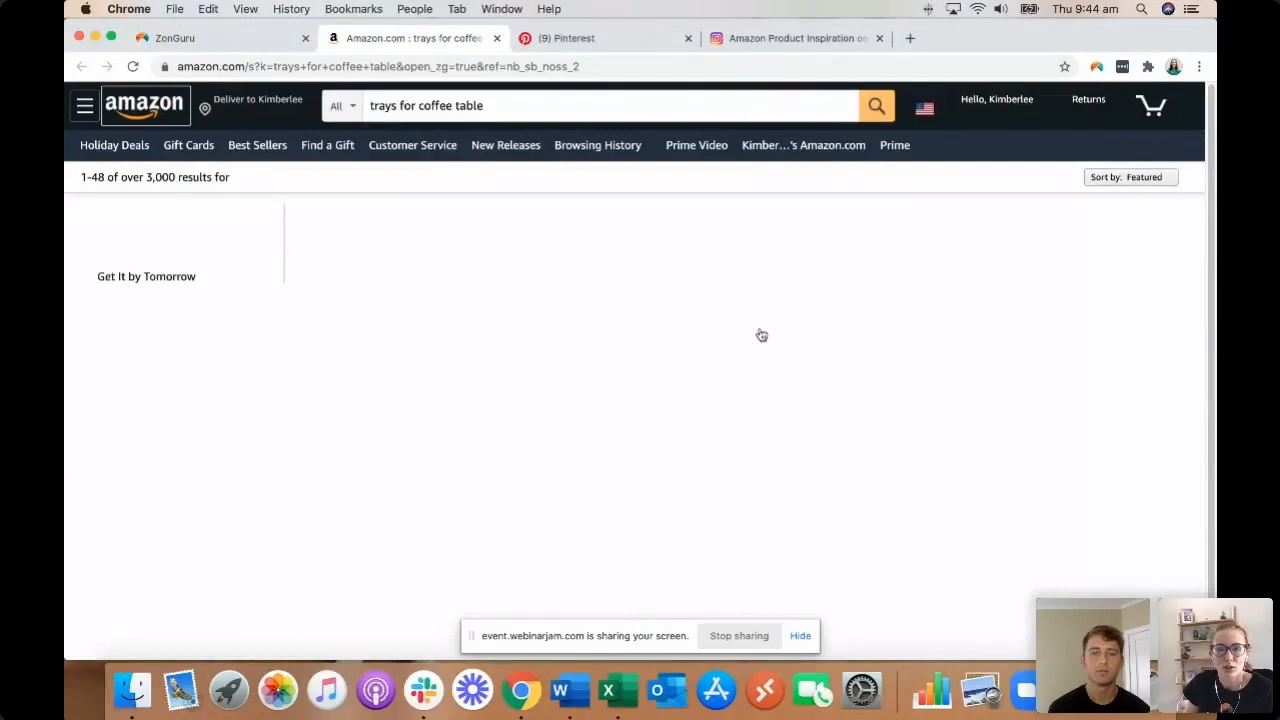 Chrome File Edit View History Bookmarks People Tab Window Help Thu 9:44 am
ZonGuru Amazon.com : trays for coffee (9) Pinterest Amazon Product Inspiration on
amazon.com/s?k=trays+for+coffee+table&open_zg=true&ref=nb_sb_noss_2
amazon Deliver to Kimberlee All trays for coffee table Hello, Kimberlee Returns
Holiday Deals Gift Cards Best Sellers Find a Gift Customer Service New Releases Browsing History Prime Video Kimber...'s Amazon.com Prime
1-48 of over 3,000 results for Sort by: Featured
Get It by Tomorrow
event.webinarjam.com is sharing your screen. Stop sharing Hide